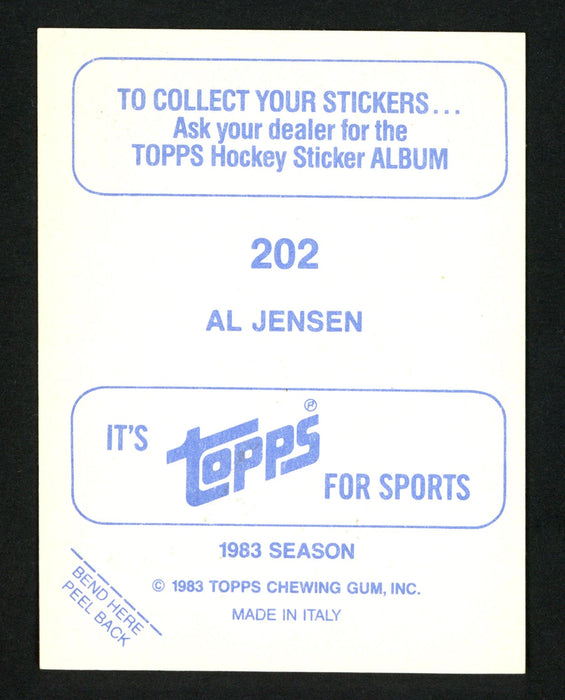 TO COLLECT YOUR STICKERS...
Ask your dealer for the
TOPPS Hockey Sticker ALBUM
202
AL JENSEN
IT'S
topps®
FOR SPORTS
1983 SEASON
© 1983 TOPPS CHEWING GUM, INC.
MADE IN ITALY
BEND HERE
PEEL BACK